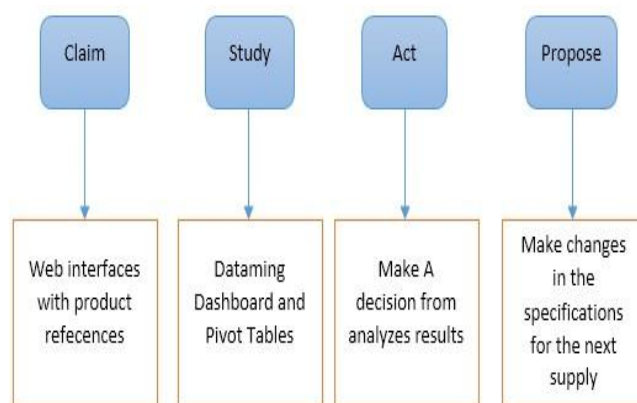 Claim
Study
Act
Propose
Web interfaces
with product
refecences
Dataming
Dashboard and
Pivot Tables
Make A
decision from
analyzes results
Make changes
in the
specifications
for the next
supply